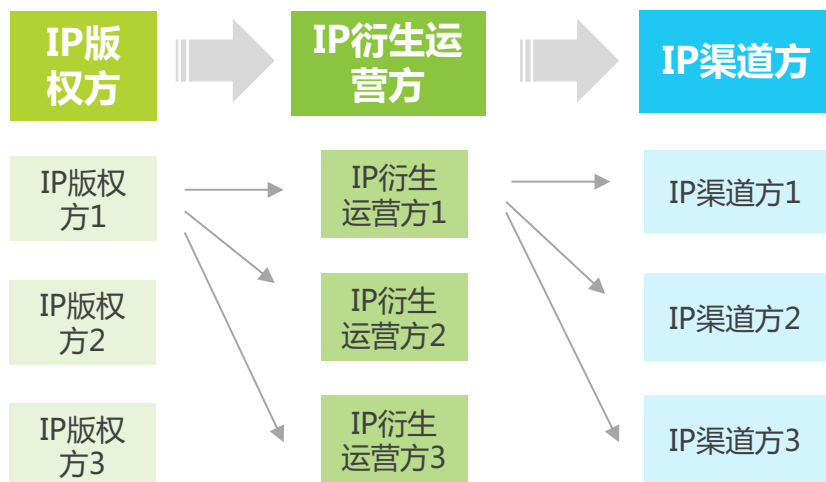 IP版
权方
IP衍生运
营方
IP渠道方
IP版权
方1
IP衍生
运营方1
IP渠道方1
IP版权
方2
IP衍生
运营方2
IP渠道方2
IP版权
方3
IP衍生
运营方3
IP渠道方3